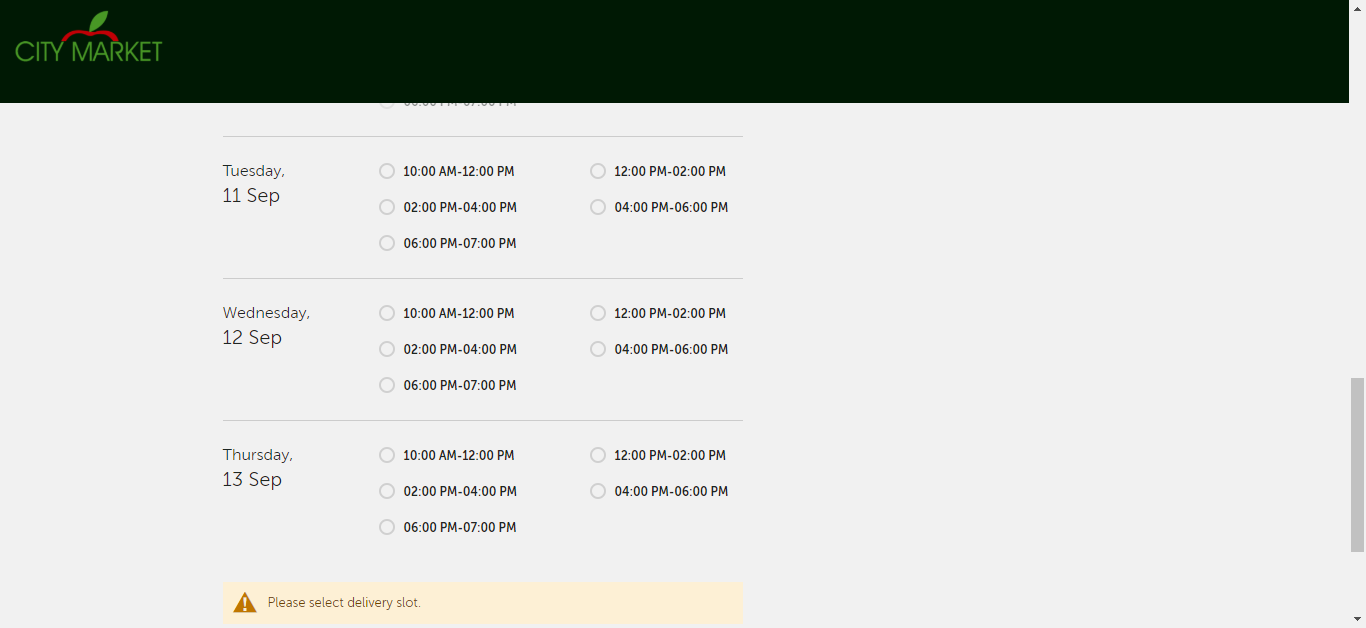 CITY MARKET
Tuesday,
11 Sep
10:00 AM-12:00 PM
12:00 PM-02:00 PM
02:00 PM-04:00 PM
04:00 PM-06:00 PM
06:00 PM-07:00 PM
Wednesday,
12 Sep
10:00 AM-12:00 PM
12:00 PM-02:00 PM
02:00 PM-04:00 PM
04:00 PM-06:00 PM
06:00 PM-07:00 PM
Thursday,
13 Sep
10:00 AM-12:00 PM
12:00 PM-02:00 PM
02:00 PM-04:00 PM
04:00 PM-06:00 PM
06:00 PM-07:00 PM
Please select delivery slot.